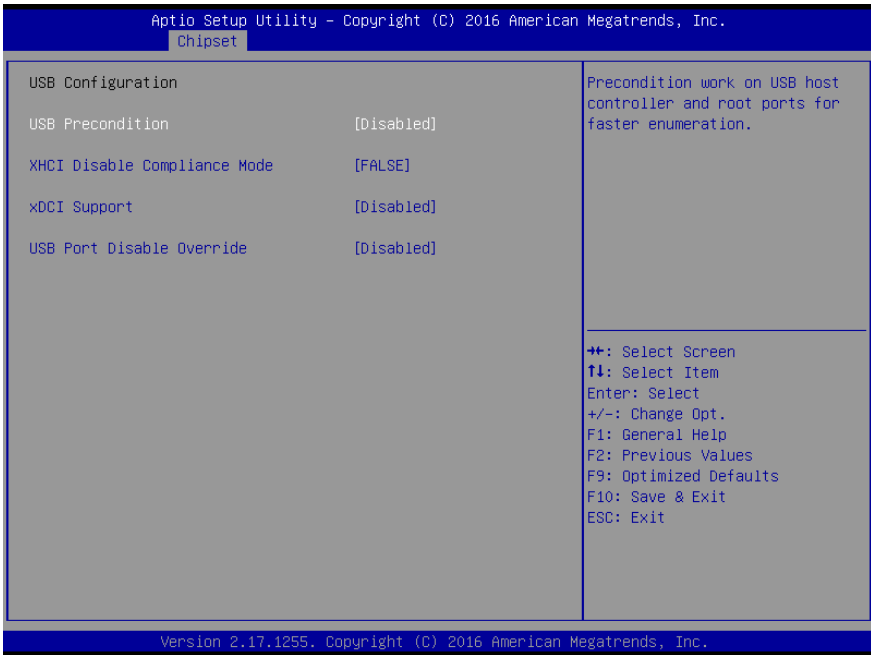 Aptio Setup Utility – Copyright (C) 2016 American Megatrends, Inc.
Chipset
USB Configuration
USB Precondition [Disabled]
XHCI Disable Compliance Mode [FALSE]
xDCI Support [Disabled]
USB Port Disable Override [Disabled]
Precondition work on USB host
controller and root ports for
faster enumeration.
→←: Select Screen
↑↓: Select Item
Enter: Select
+/-: Change Opt.
F1: General Help
F2: Previous Values
F9: Optimized Defaults
F10: Save & Exit
ESC: Exit
Version 2.17.1255. Copyright (C) 2016 American Megatrends, Inc.